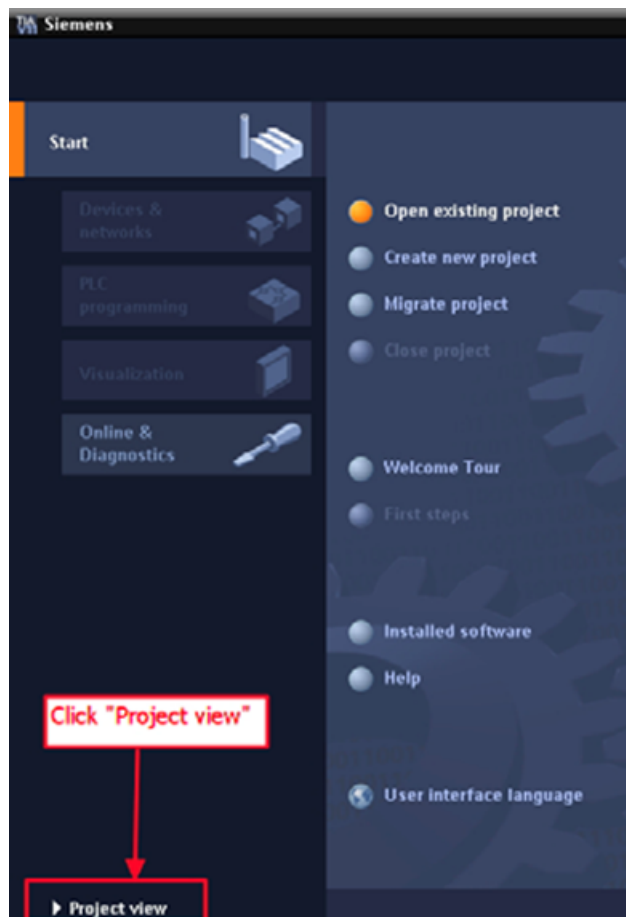 Siemens
Start
Devices &
networks
PLC
programming
Visualization
Online &
Diagnostics
Open existing project
Create new project
Migrate project
Close project
Welcome Tour
First steps
Installed software
Help
User interface language
Click "Project view"
Project view